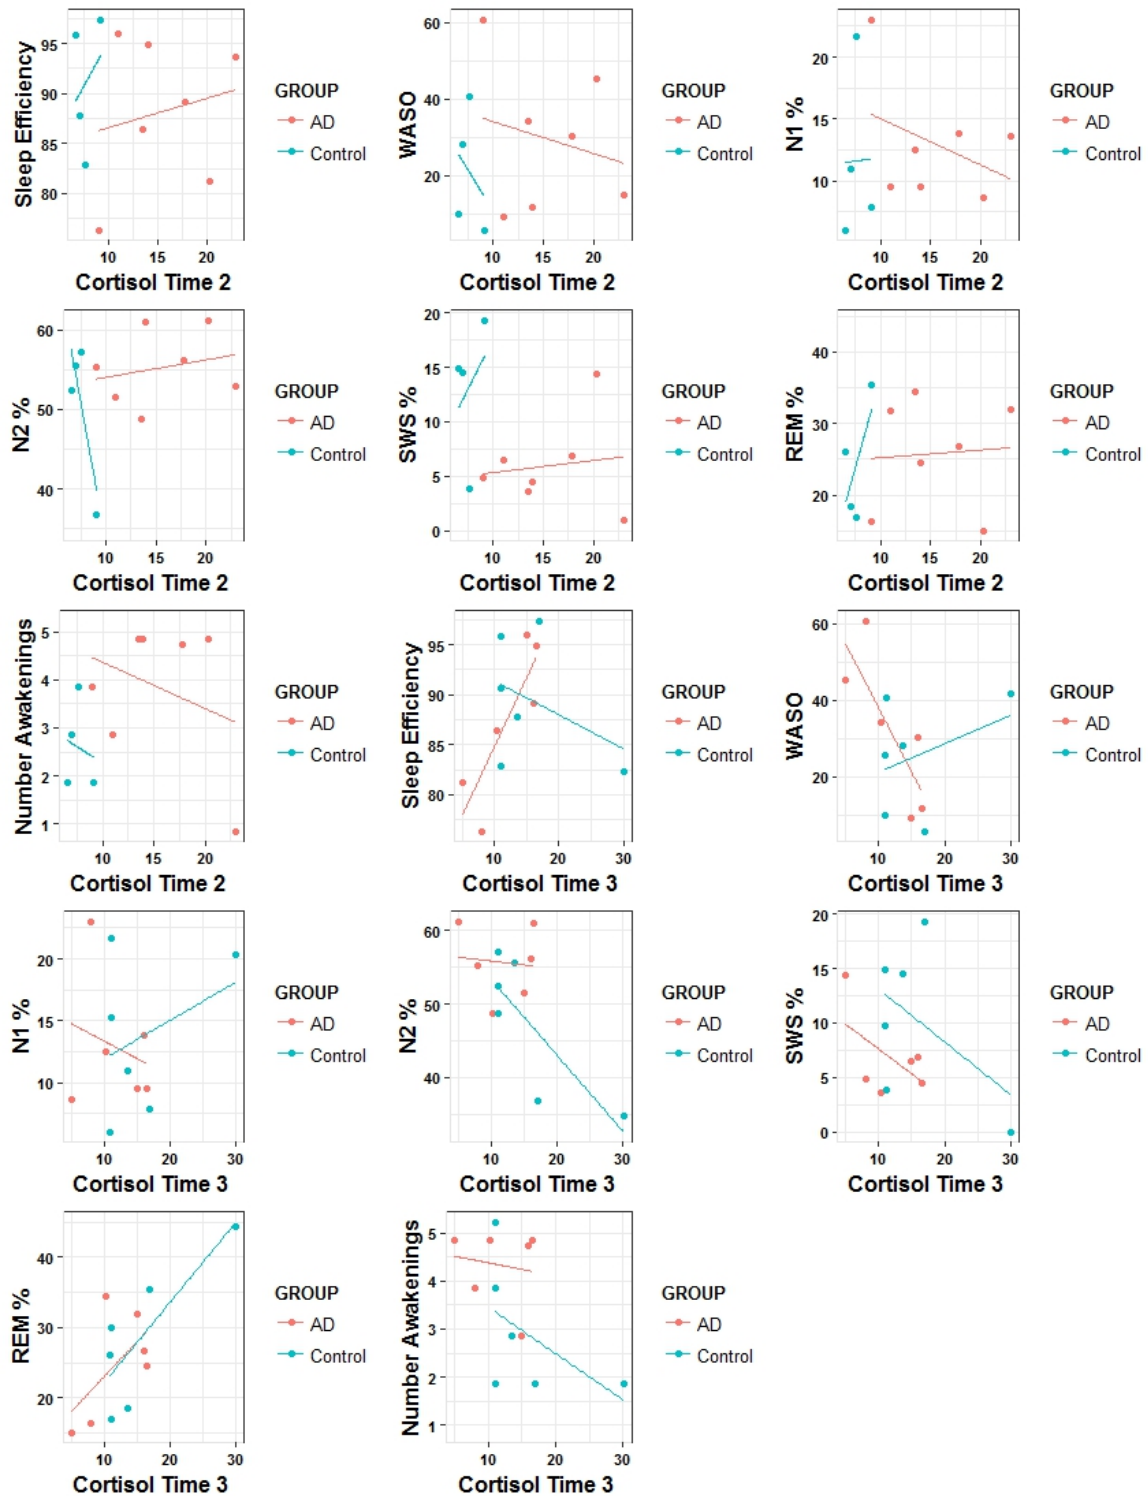 Sleep Efficiency
95
90
85
80
10 15 20
Cortisol Time 2
GROUP
AD
Control
WASO
60
40
20
10 15 20
Cortisol Time 2
GROUP
AD
Control
N1 %
20
15
10
10 15 20
Cortisol Time 2
GROUP
AD
Control
N2 %
60
50
40
10 15 20
Cortisol Time 2
GROUP
AD
Control
SWS %
20
15
10
5
0
10 15 20
Cortisol Time 2
GROUP
AD
Control
REM %
40
30
20
10 15 20
Cortisol Time 2
GROUP
AD
Control
Number Awakenings
5
4
3
2
1
10 15 20
Cortisol Time 2
GROUP
AD
Control
Sleep Efficiency
95
90
85
80
10 20 30
Cortisol Time 3
GROUP
AD
Control
WASO
60
40
20
10 20 30
Cortisol Time 3
GROUP
AD
Control
N1 %
20
15
10
10 20 30
Cortisol Time 3
GROUP
AD
Control
N2 %
60
50
40
10 20 30
Cortisol Time 3
GROUP
AD
Control
SWS %
20
15
10
5
0
10 20 30
Cortisol Time 3
GROUP
AD
Control
REM %
40
30
20
10 20 30
Cortisol Time 3
GROUP
AD
Control
Number Awakenings
5
4
3
2
1
10 20 30
Cortisol Time 3
GROUP
AD
Control